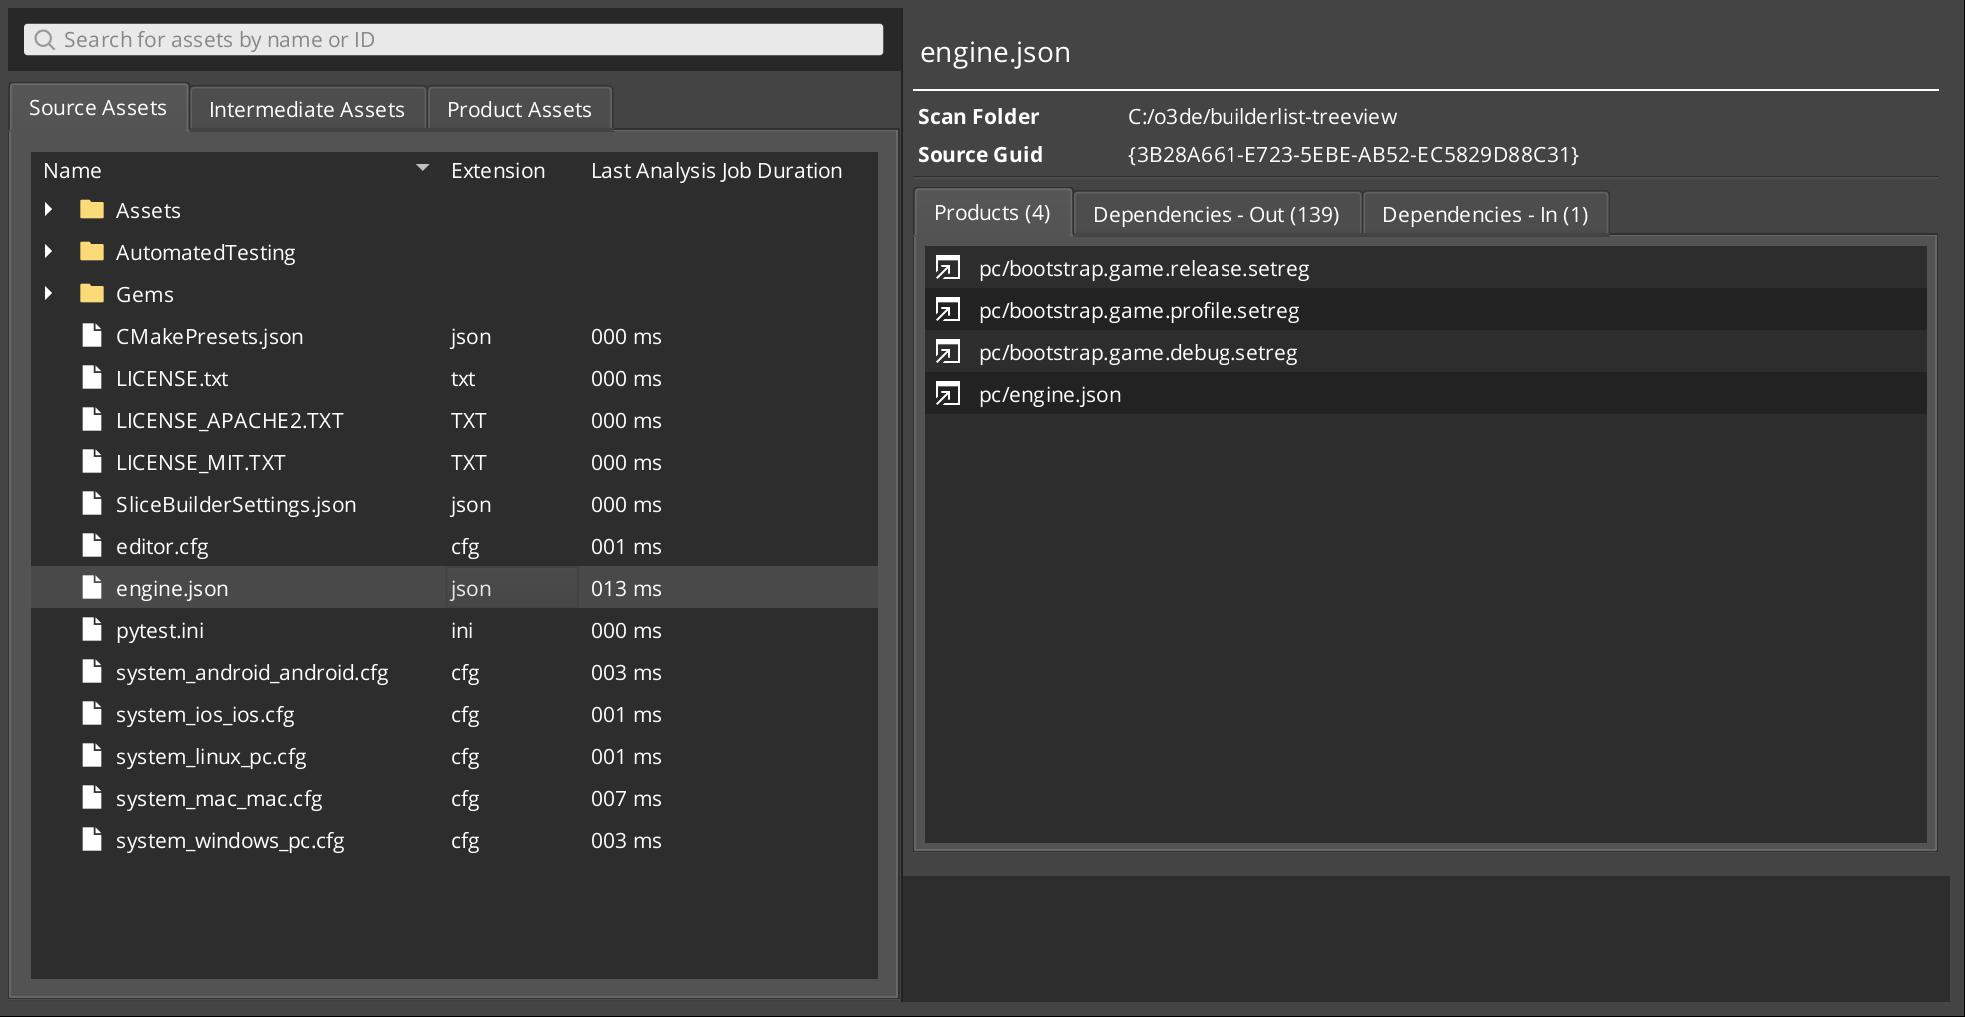 Search for assets by name or ID
Source Assets
Intermediate Assets
Product Assets
Name Extension Last Analysis Job Duration
Assets
AutomatedTesting
Gems
CMakePresets.json json 000 ms
LICENSE.txt txt 000 ms
LICENSE_APACHE2.TXT TXT 000 ms
LICENSE_MIT.TXT TXT 000 ms
SliceBuilderSettings.json json 000 ms
editor.cfg cfg 001 ms
engine.json json 013 ms
pytest.ini ini 000 ms
system_android_android.cfg cfg 003 ms
system_ios_ios.cfg cfg 001 ms
system_linux_pc.cfg cfg 001 ms
system_mac_mac.cfg cfg 007 ms
system_windows_pc.cfg cfg 003 ms
engine.json
Scan Folder C:/o3de/builderlist-treeview
Source Guid {3B28A661-E723-5EBE-AB52-EC5829D88C31}
Products (4)
Dependencies - Out (139)
Dependencies - In (1)
pc/bootstrap.game.release.setreg
pc/bootstrap.game.profile.setreg
pc/bootstrap.game.debug.setreg
pc/engine.json